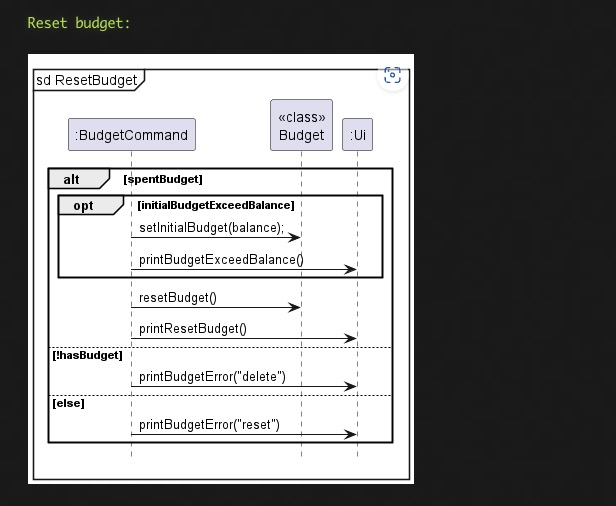 Reset budget:
sd ResetBudget
:BudgetCommand
«class»
Budget
:Ui
alt [spentBudget]
opt [initialBudgetExceedBalance]
setInitialBudget(balance);
printBudgetExceedBalance()
resetBudget()
printResetBudget()
[!hasBudget]
printBudgetError("delete")
[else]
printBudgetError("reset")